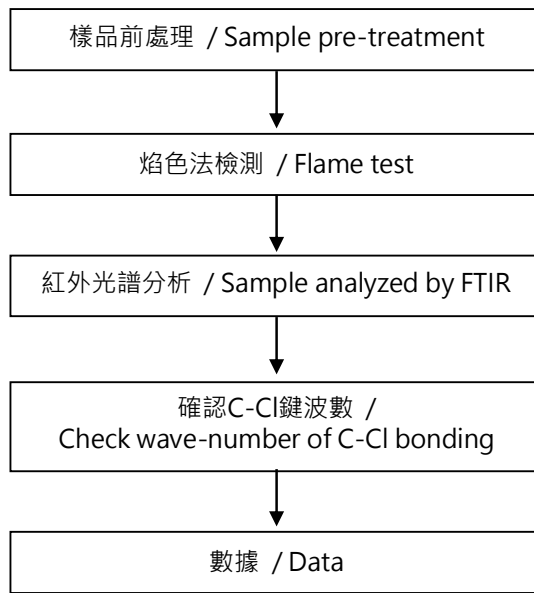 樣品前處理 / Sample pre-treatment
焰色法檢測 / Flame test
紅外光譜分析 / Sample analyzed by FTIR
確認C-Cl鍵波數 /
Check wave-number of C-Cl bonding
數據 / Data